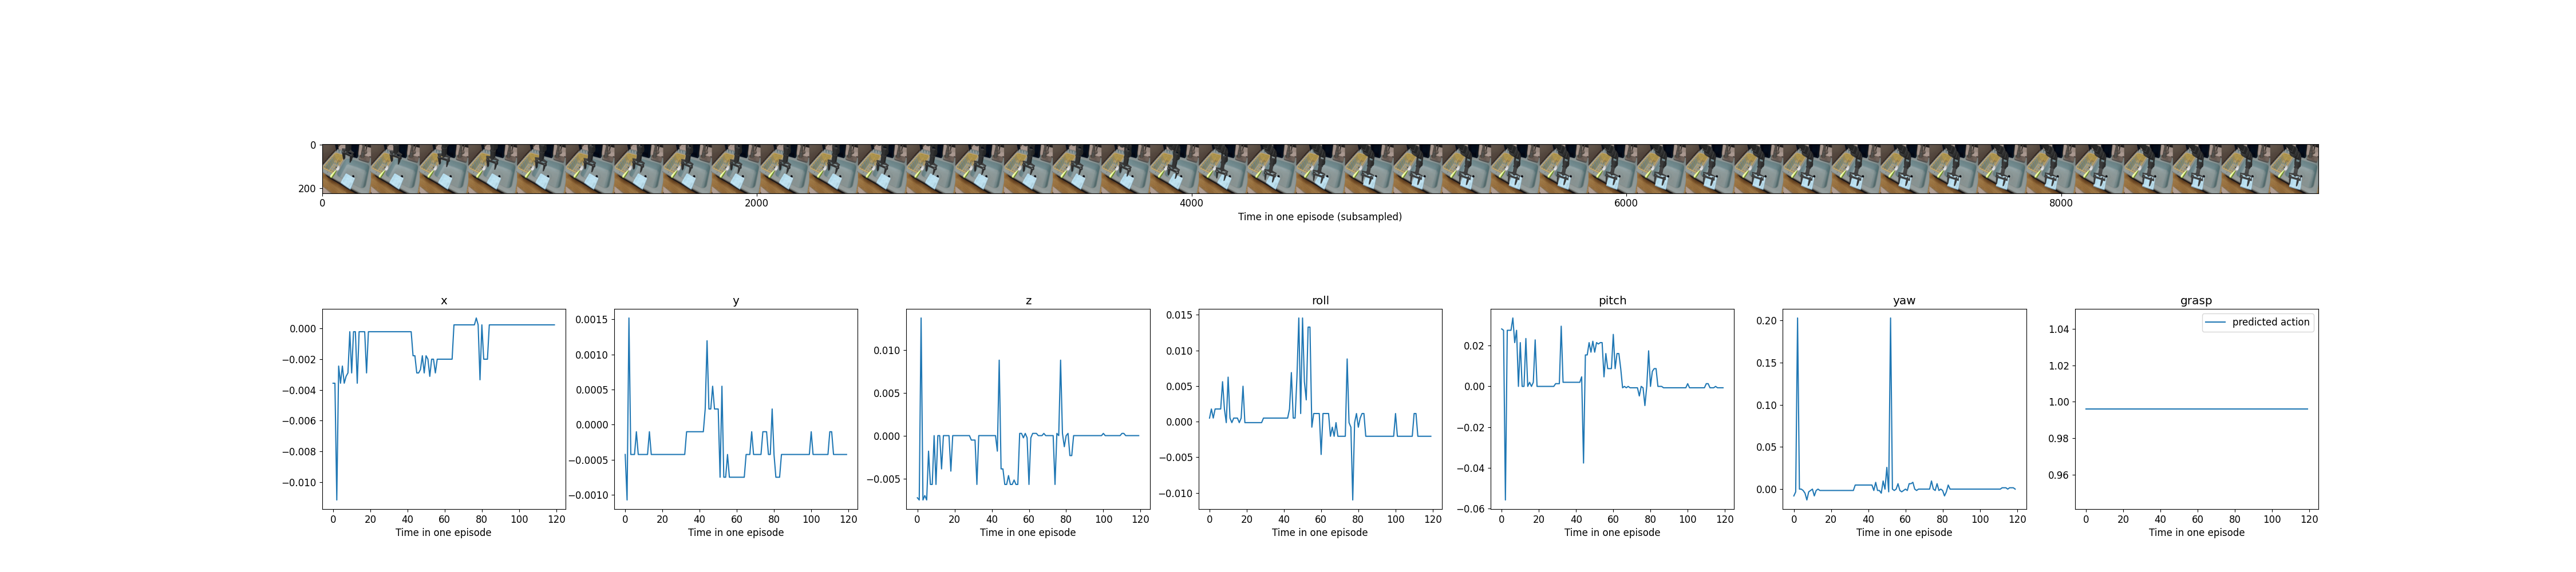 0
200
0 2000 4000 6000 8000
Time in one episode (subsampled)
x
0.000
−0.002
−0.004
−0.006
−0.008
−0.010
0 20 40 60 80 100 120
Time in one episode
y
0.0015
0.0010
0.0005
0.0000
−0.0005
−0.0010
0 20 40 60 80 100 120
Time in one episode
z
0.010
0.005
0.000
−0.005
0 20 40 60 80 100 120
Time in one episode
roll
0.015
0.010
0.005
0.000
−0.005
−0.010
0 20 40 60 80 100 120
Time in one episode
pitch
0.02
0.00
−0.02
−0.04
−0.06
0 20 40 60 80 100 120
Time in one episode
yaw
0.20
0.15
0.10
0.05
0.00
0 20 40 60 80 100 120
Time in one episode
grasp
predicted action
1.04
1.02
1.00
0.98
0.96
0 20 40 60 80 100 120
Time in one episode